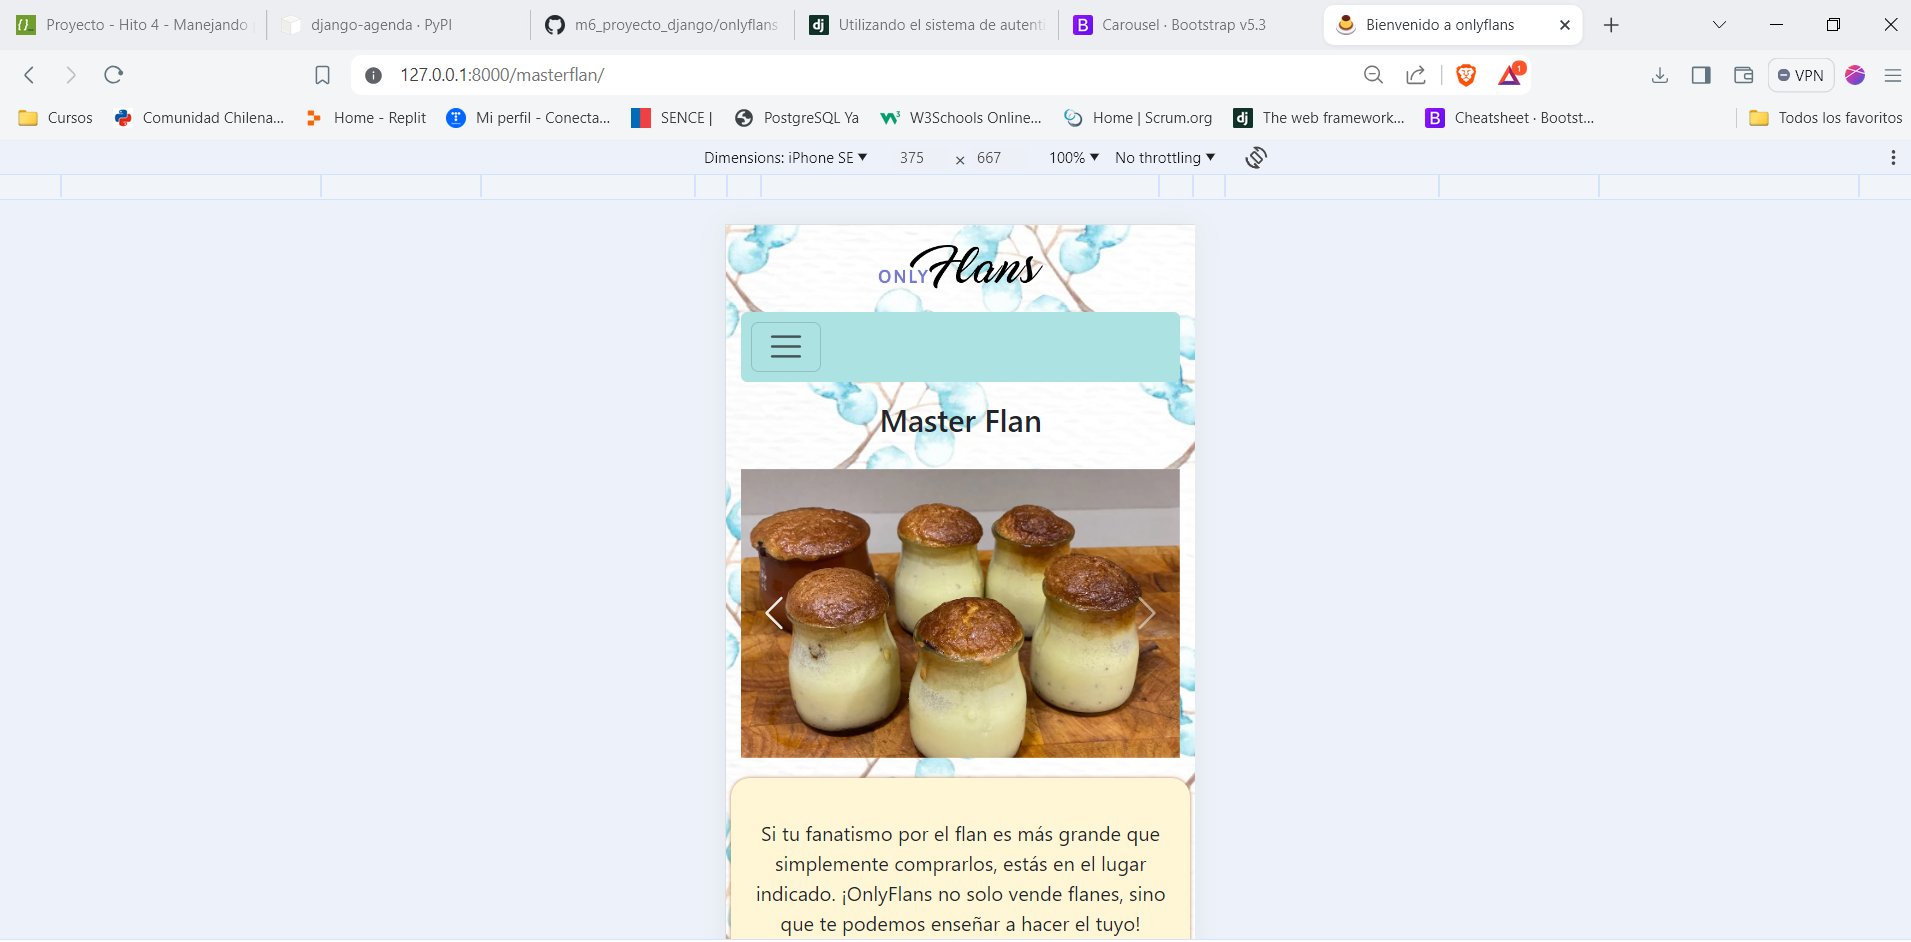 Proyecto - Hito 4 - Manejando
django-agenda · PyPI
m6_proyecto_django/onlyflans
Utilizando el sistema de autent
Carousel · Bootstrap v5.3
Bienvenido a onlyflans
127.0.0.1:8000/masterflan/
1
VPN
Cursos
Comunidad Chilena...
Home - Replit
Mi perfil - Conecta...
SENCE |
PostgreSQL Ya
W3Schools Online...
Home | Scrum.org
The web framework...
Cheatsheet · Bootst...
Todos los favoritos
Dimensions: iPhone SE
375 × 667
100%
No throttling
ONLY Flans
Master Flan
Si tu fanatismo por el flan es más grande que
simplemente comprarlos, estás en el lugar
indicado. ¡OnlyFlans no solo vende flanes, sino
que te podemos enseñar a hacer el tuyo!